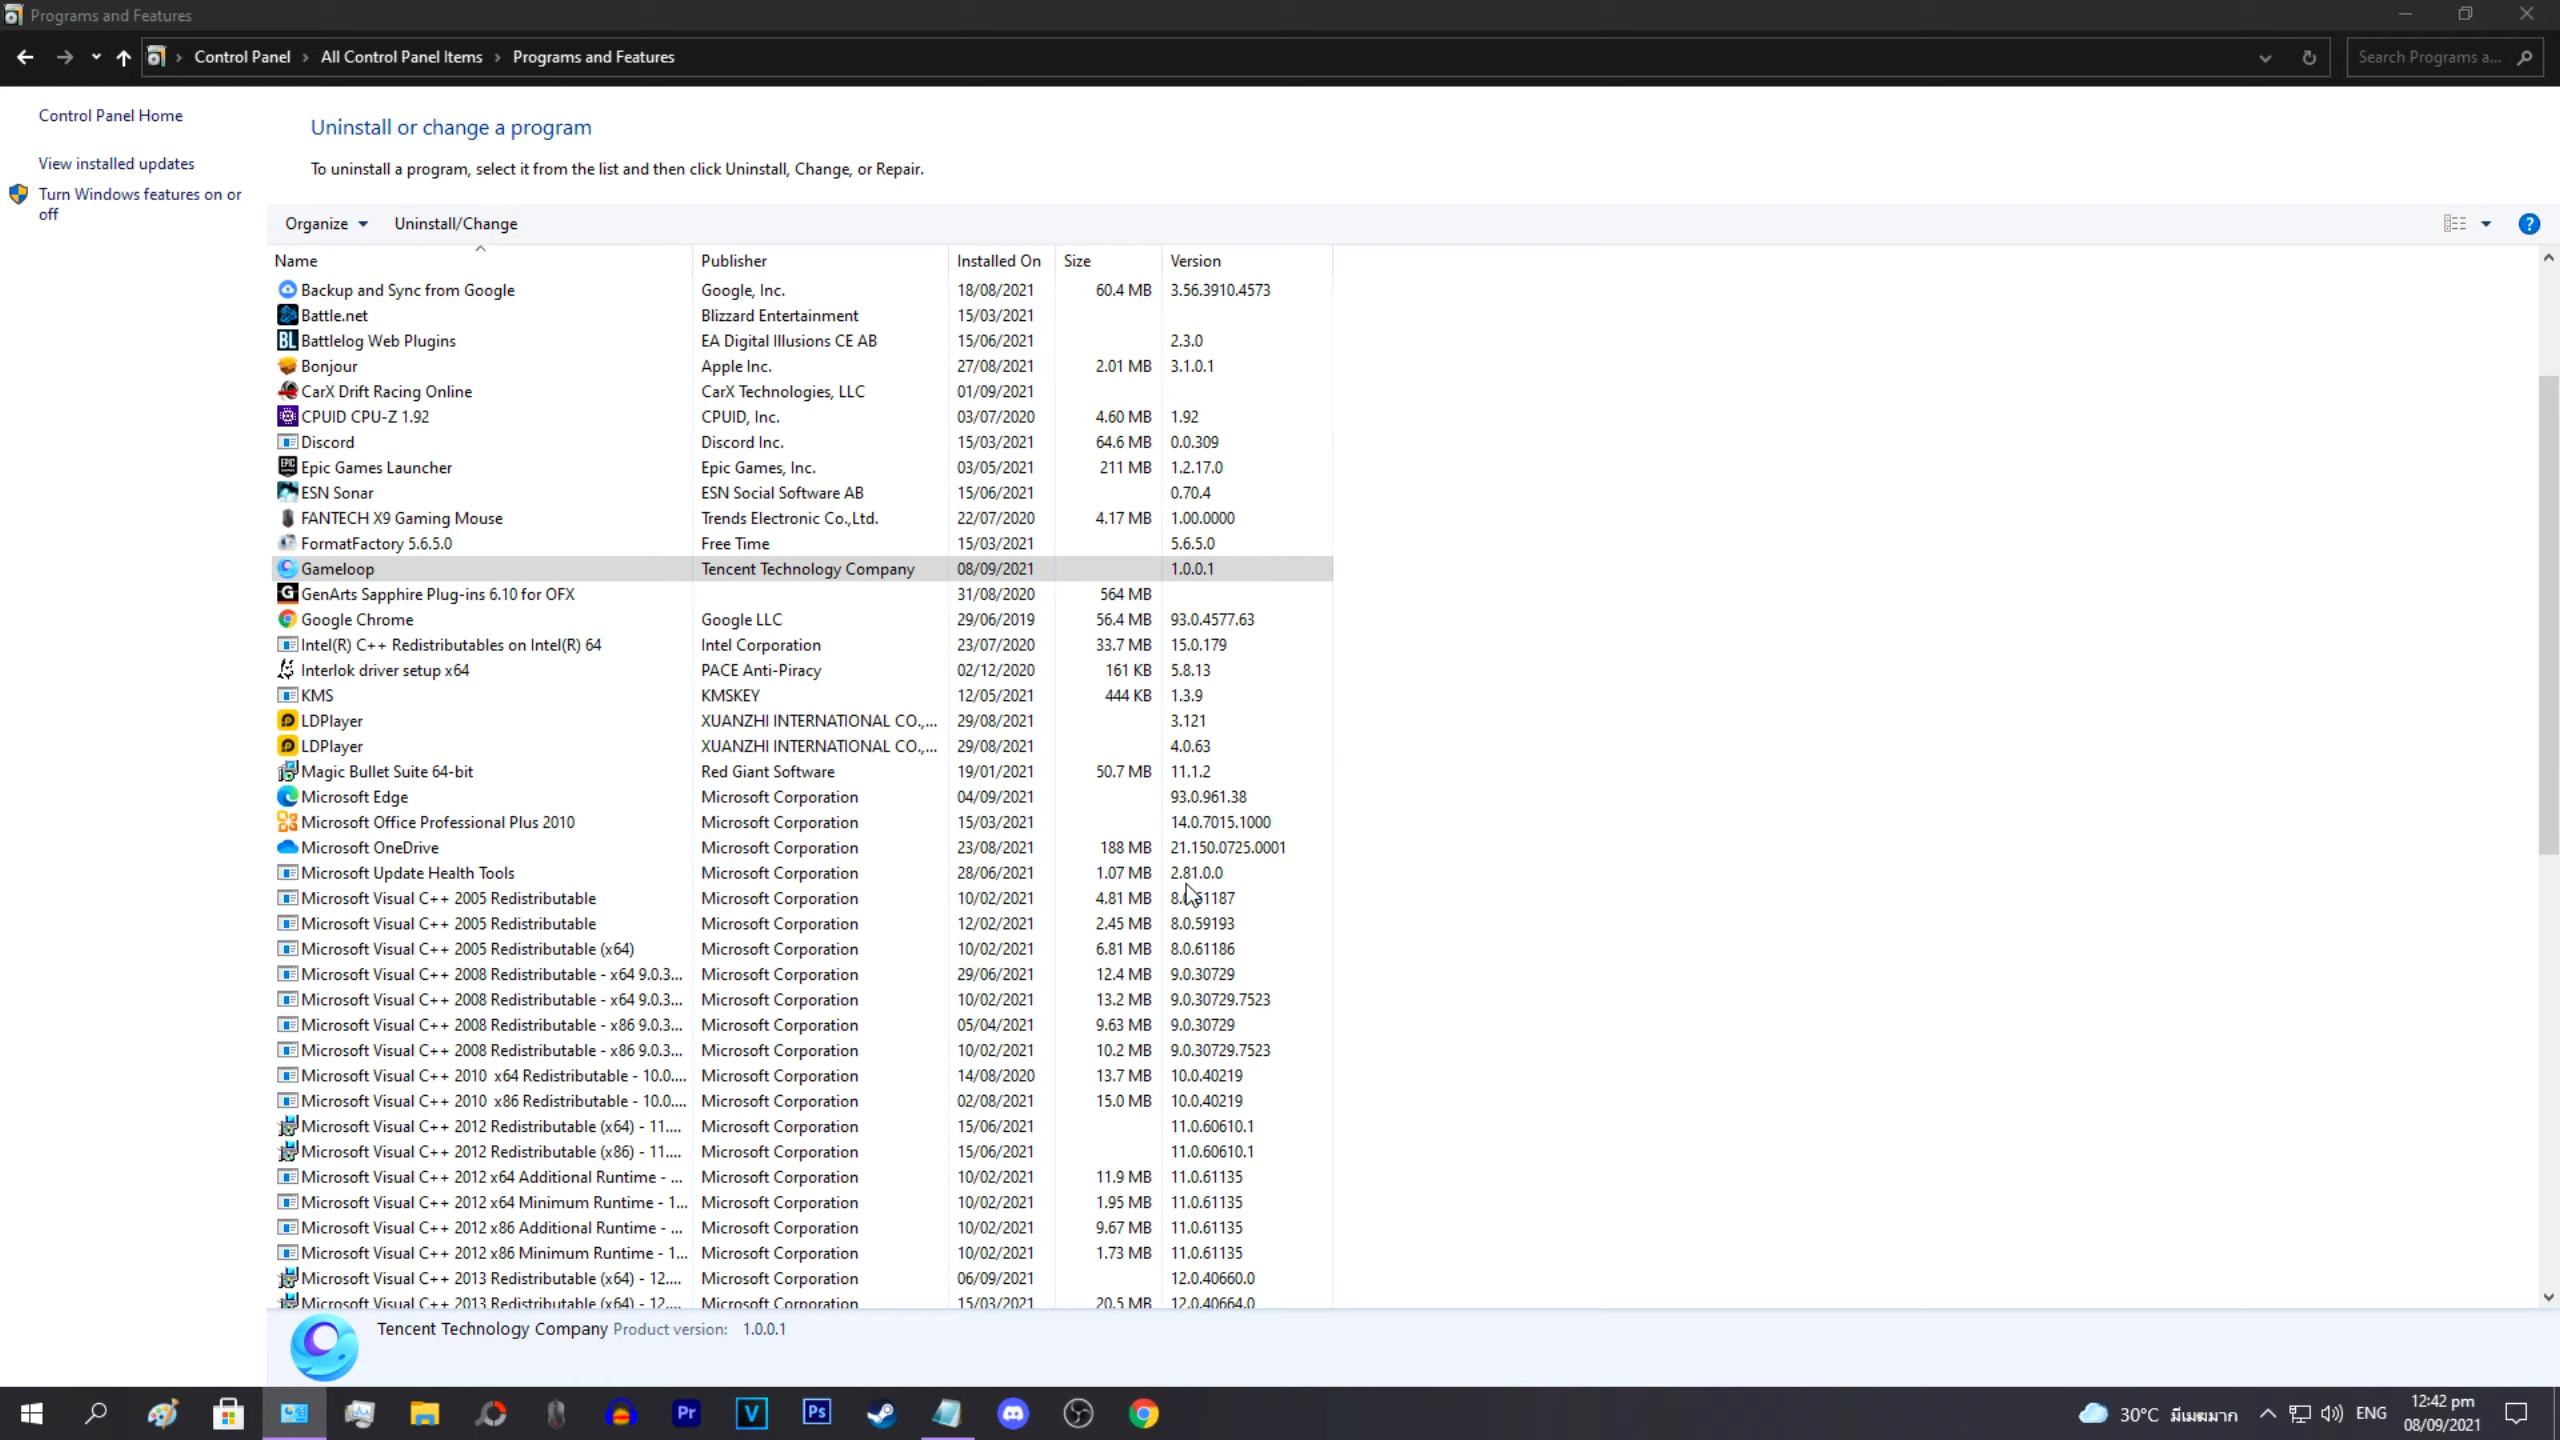 Programs and Features
Control Panel > All Control Panel Items > Programs and Features
Search Programs a...
Control Panel Home
View installed updates
Turn Windows features on or
off
Uninstall or change a program
To uninstall a program, select it from the list and then click Uninstall, Change, or Repair.
Organize Uninstall/Change
Name Publisher Installed On Size Version
Backup and Sync from Google Google, Inc. 18/08/2021 60.4 MB 3.56.3910.4573
Battle.net Blizzard Entertainment 15/03/2021
Battlelog Web Plugins EA Digital Illusions CE AB 15/06/2021 2.3.0
Bonjour Apple Inc. 27/08/2021 2.01 MB 3.1.0.1
CarX Drift Racing Online CarX Technologies, LLC 01/09/2021
CPUID CPU-Z 1.92 CPUID, Inc. 03/07/2020 4.60 MB 1.92
Discord Discord Inc. 15/03/2021 64.6 MB 0.0.309
Epic Games Launcher Epic Games, Inc. 03/05/2021 211 MB 1.2.17.0
ESN Sonar ESN Social Software AB 15/06/2021 0.70.4
FANTECH X9 Gaming Mouse Trends Electronic Co.,Ltd. 22/07/2020 4.17 MB 1.00.0000
FormatFactory 5.6.5.0 Free Time 15/03/2021 5.6.5.0
Gameloop Tencent Technology Company 08/09/2021 1.0.0.1
GenArts Sapphire Plug-ins 6.10 for OFX 31/08/2020 564 MB
Google Chrome Google LLC 29/06/2019 56.4 MB 93.0.4577.63
Intel(R) C++ Redistributables on Intel(R) 64 Intel Corporation 23/07/2020 33.7 MB 15.0.179
Interlok driver setup x64 PACE Anti-Piracy 02/12/2020 161 KB 5.8.13
KMS KMSKEY 12/05/2021 444 KB 1.3.9
LDPlayer XUANZHI INTERNATIONAL CO.,... 29/08/2021 3.121
LDPlayer XUANZHI INTERNATIONAL CO.,... 29/08/2021 4.0.63
Magic Bullet Suite 64-bit Red Giant Software 19/01/2021 50.7 MB 11.1.2
Microsoft Edge Microsoft Corporation 04/09/2021 93.0.961.38
Microsoft Office Professional Plus 2010 Microsoft Corporation 15/03/2021 14.0.7015.1000
Microsoft OneDrive Microsoft Corporation 23/08/2021 188 MB 21.150.0725.0001
Microsoft Update Health Tools Microsoft Corporation 28/06/2021 1.07 MB 2.81.0.0
Microsoft Visual C++ 2005 Redistributable Microsoft Corporation 10/02/2021 4.81 MB
Microsoft Visual C++ 2005 Redistributable Microsoft Corporation 12/02/2021 2.45 MB 8.0.59193
Microsoft Visual C++ 2005 Redistributable (x64) Microsoft Corporation 10/02/2021 6.81 MB 8.0.61186
Microsoft Visual C++ 2008 Redistributable - x64 9.0.3... Microsoft Corporation 29/06/2021 12.4 MB 9.0.30729
Microsoft Visual C++ 2008 Redistributable - x64 9.0.3... Microsoft Corporation 10/02/2021 13.2 MB 9.0.30729.7523
Microsoft Visual C++ 2008 Redistributable - x86 9.0.3... Microsoft Corporation 05/04/2021 9.63 MB 9.0.30729
Microsoft Visual C++ 2008 Redistributable - x86 9.0.3... Microsoft Corporation 10/02/2021 10.2 MB 9.0.30729.7523
Microsoft Visual C++ 2010 x64 Redistributable - 10.0.... Microsoft Corporation 14/08/2020 13.7 MB 10.0.40219
Microsoft Visual C++ 2010 x86 Redistributable - 10.0.... Microsoft Corporation 02/08/2021 15.0 MB 10.0.40219
Microsoft Visual C++ 2012 Redistributable (x64) - 11.... Microsoft Corporation 15/06/2021 11.0.60610.1
Microsoft Visual C++ 2012 Redistributable (x86) - 11.... Microsoft Corporation 15/06/2021 11.0.60610.1
Microsoft Visual C++ 2012 x64 Additional Runtime - ... Microsoft Corporation 10/02/2021 11.9 MB 11.0.61135
Microsoft Visual C++ 2012 x64 Minimum Runtime - 1... Microsoft Corporation 10/02/2021 1.95 MB 11.0.61135
Microsoft Visual C++ 2012 x86 Additional Runtime - ... Microsoft Corporation 10/02/2021 9.67 MB 11.0.61135
Microsoft Visual C++ 2012 x86 Minimum Runtime - 1... Microsoft Corporation 10/02/2021 1.73 MB 11.0.61135
Microsoft Visual C++ 2013 Redistributable (x64) - 12.... Microsoft Corporation 06/09/2021 12.0.40660.0
Microsoft Visual C++ 2013 Redistributable (x64) - 12.... Microsoft Corporation 15/03/2021 20.5 MB 12.0.40664.0
Tencent Technology Company Product version: 1.0.0.1
Pr V Ps
30°C มีเมฆมาก ENG 12:42 pm
08/09/2021